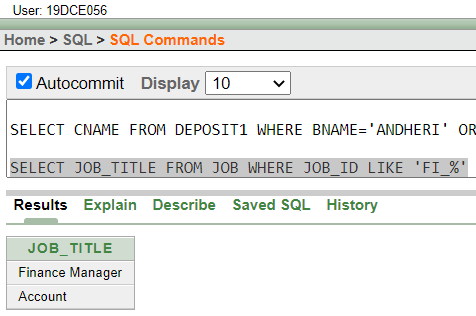 User: 19DCE056
Home > SQL > SQL Commands
Autocommit Display 10
SELECT CNAME FROM DEPOSIT1 WHERE BNAME='ANDHERI' OR
SELECT JOB_TITLE FROM JOB WHERE JOB_ID LIKE 'FI_%'
Results Explain Describe Saved SQL History
JOB_TITLE
Finance Manager
Account